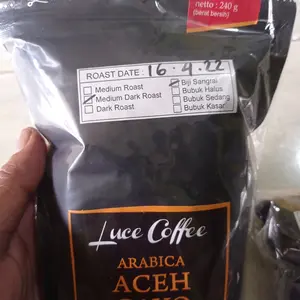 netto : 240 g
(berat bersih)
ROAST DATE : 16.4.22
Medium Roast
Medium Dark Roast
Dark Roast
Biji Sangrai
Bubuk Halus
Bubuk Sedang
Bubuk Kasar
Luce Coffee
ARABICA
ACEH